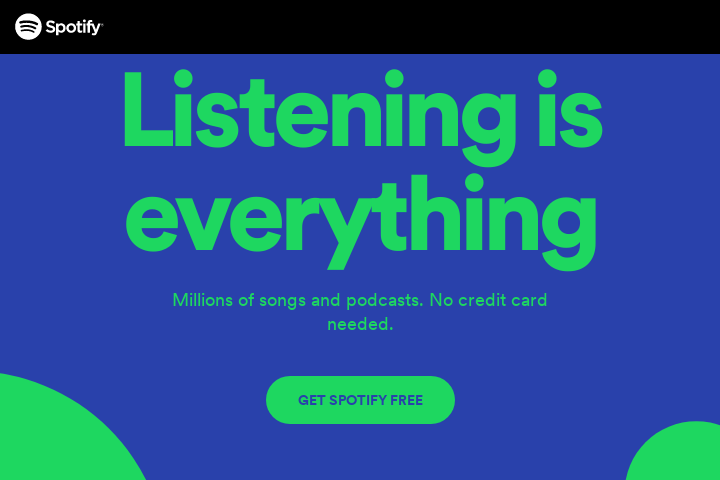 Spotify
Listening is
everything
Millions of songs and podcasts. No credit card
needed.
GET SPOTIFY FREE